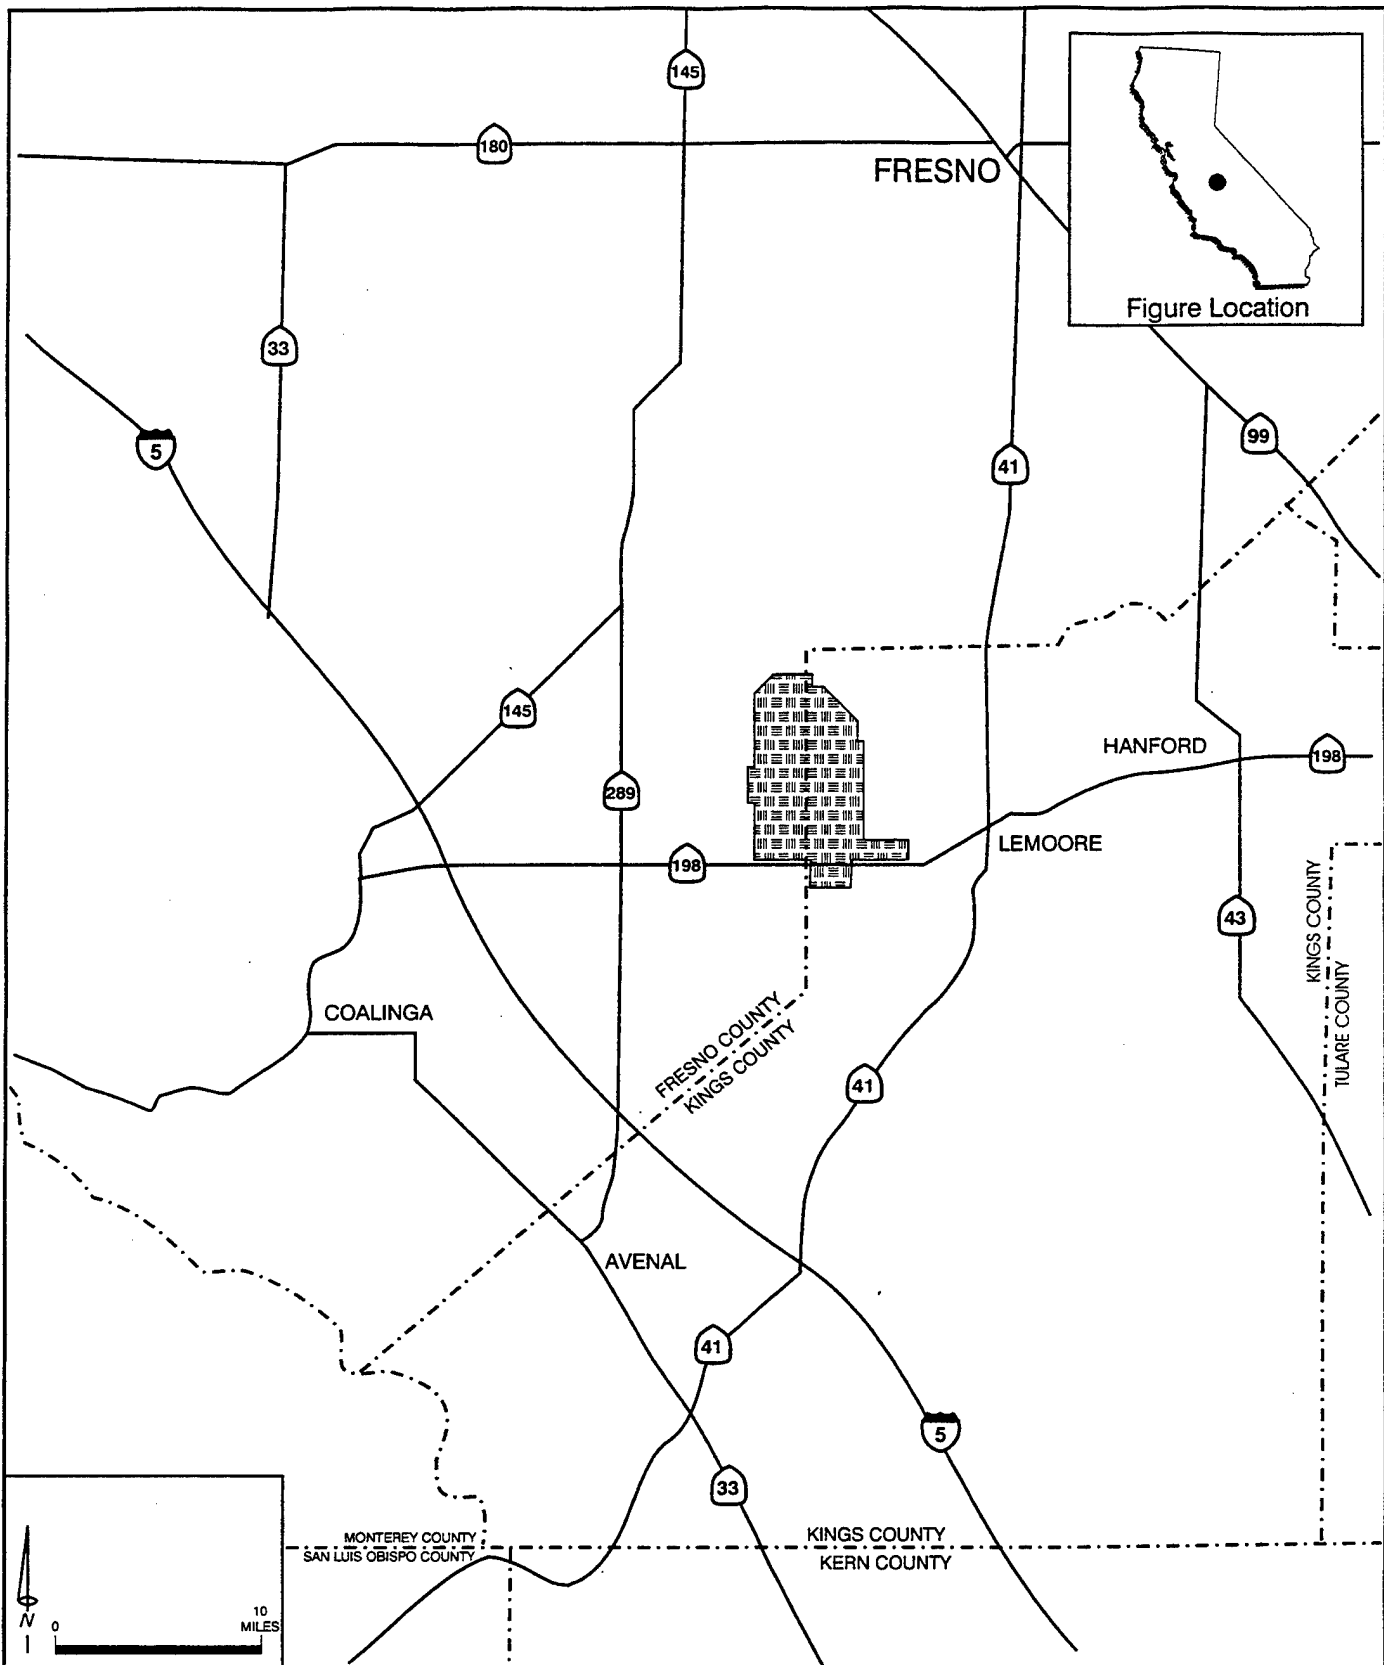 145
180
FRESNO
Figure Location
33
5
99
41
145
HANFORD
198
289
LEMOORE
198
KINGS COUNTY
TULARE COUNTY
43
COALINGA
FRESNO COUNTY
KINGS COUNTY
41
AVENAL
41
5
33
MONTEREY COUNTY
SAN LUIS OBISPO COUNTY
KINGS COUNTY
KERN COUNTY
N
0
10
MILES